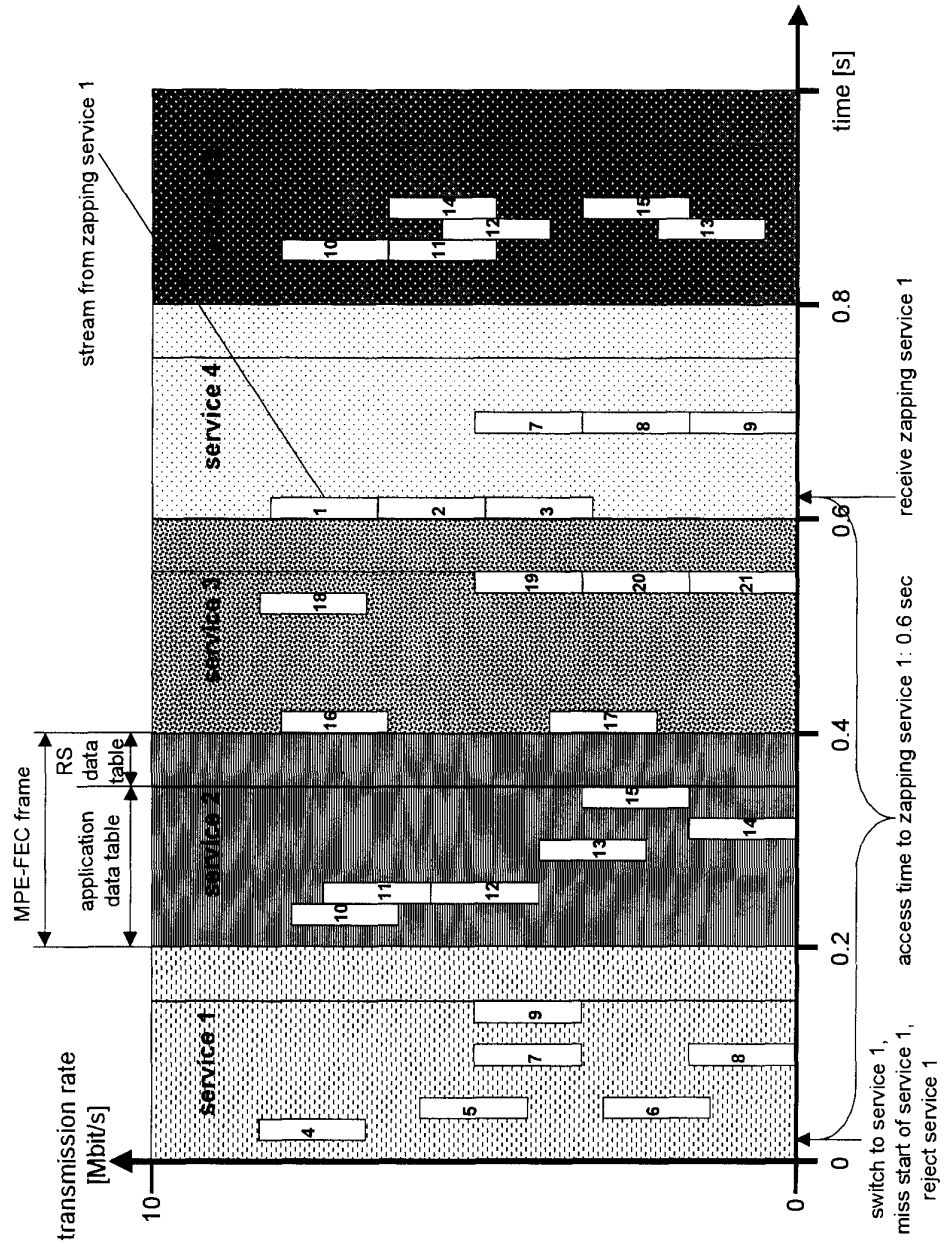 transmission rate
[Mbit/s]
MPE-FEC frame
application
data table
RS
data
table
stream from zapping service 1
10
0
service 1
4
5
6
7
8
9
service 2
10
11
12
13
14
15
service 3
16
17
18
19
20
21
service 4
1
2
3
7
8
9
10
11
12
13
14
15
0
0.2
0.4
0.6
0.8
time [s]
switch to service 1,
miss start of service 1,
reject service 1
access time to zapping service 1: 0.6 sec
receive zapping service 1